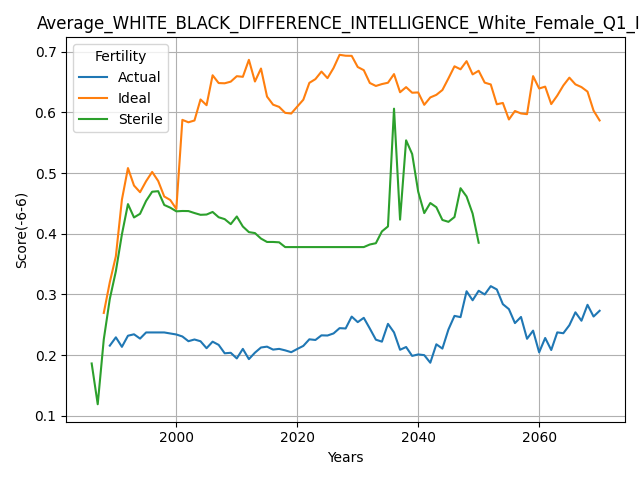 Average_WHITE_BLACK_DIFFERENCE_INTELLIGENCE_White_Female_Q1_
Fertility
Actual
Ideal
Sterile
Score(-6-6)
0.7
0.6
0.5
0.4
0.3
0.2
0.1
2000
2020
2040
2060
Years